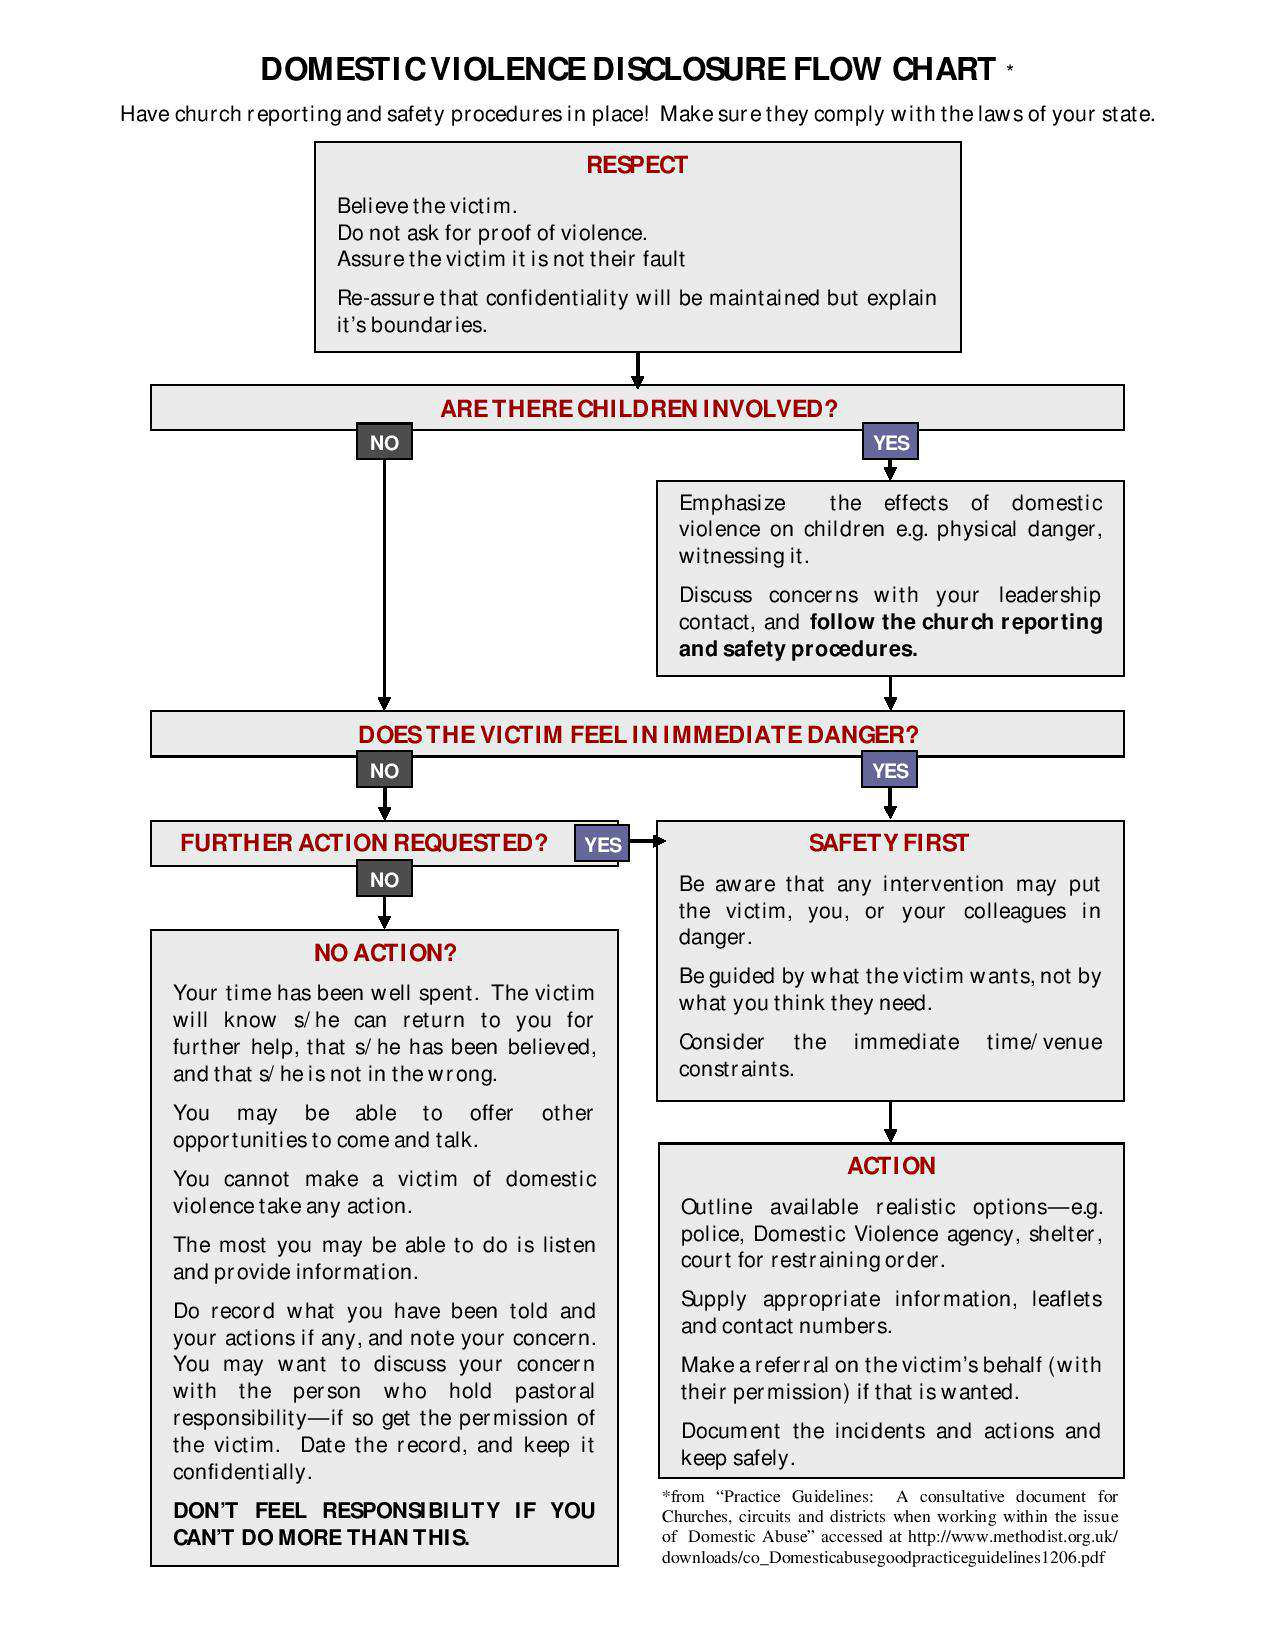 DOMESTIC VIOLENCE DISCLOSURE FLOW CHART *
Have church reporting and safety procedures in place! Make sure they comply with the laws of your state.
RESPECT
Believe the victim.
Do not ask for proof of violence.
Assure the victim it is not their fault
Re-assure that confidentiality will be maintained but explain
it's boundaries.
ARE THERE CHILDREN INVOLVED?
NO
YES
Emphasize the effects of domestic
violence on children e.g. physical danger,
witnessing it.
Discuss concerns with your leadership
contact, and follow the church reporting
and safety procedures.
DOES THE VICTIM FEEL IN IMMEDIATE DANGER?
NO
YES
FURTHER ACTION REQUESTED?
YES
NO
NO ACTION?
Your time has been well spent. The victim
will know s/he can return to you for
further help, that s/he has been believed,
and that s/he is not in the wrong.
You may be able to offer other
opportunities to come and talk.
You cannot make a victim of domestic
violence take any action.
The most you may be able to do is listen
and provide information.
Do record what you have been told and
your actions if any, and note your concern.
You may want to discuss your concern
with the person who hold pastoral
responsibility—if so get the permission of
the victim. Date the record, and keep it
confidentially.
DON'T FEEL RESPONSIBILITY IF YOU
CAN'T DO MORE THAN THIS.
SAFETY FIRST
Be aware that any intervention may put
the victim, you, or your colleagues in
danger.
Be guided by what the victim wants, not by
what you think they need.
Consider the immediate time/venue
constraints.
ACTION
Outline available realistic options—e.g.
police, Domestic Violence agency, shelter,
court for restraining order.
Supply appropriate information, leaflets
and contact numbers.
Make a referral on the victim's behalf (with
their permission) if that is wanted.
Document the incidents and actions and
keep safely.
*from “Practice Guidelines: A consultative document for
Churches, circuits and districts when working within the issue
of Domestic Abuse” accessed at http://www.methodist.org.uk/
downloads/co_Domesticabusegoodpracticeguidelines1206.pdf